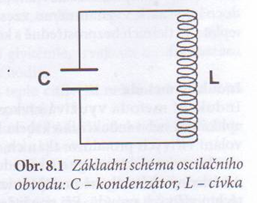 C L
Obr. 8.1 Základní schéma oscilačního
obvodu: C – kondenzátor, L – cívka